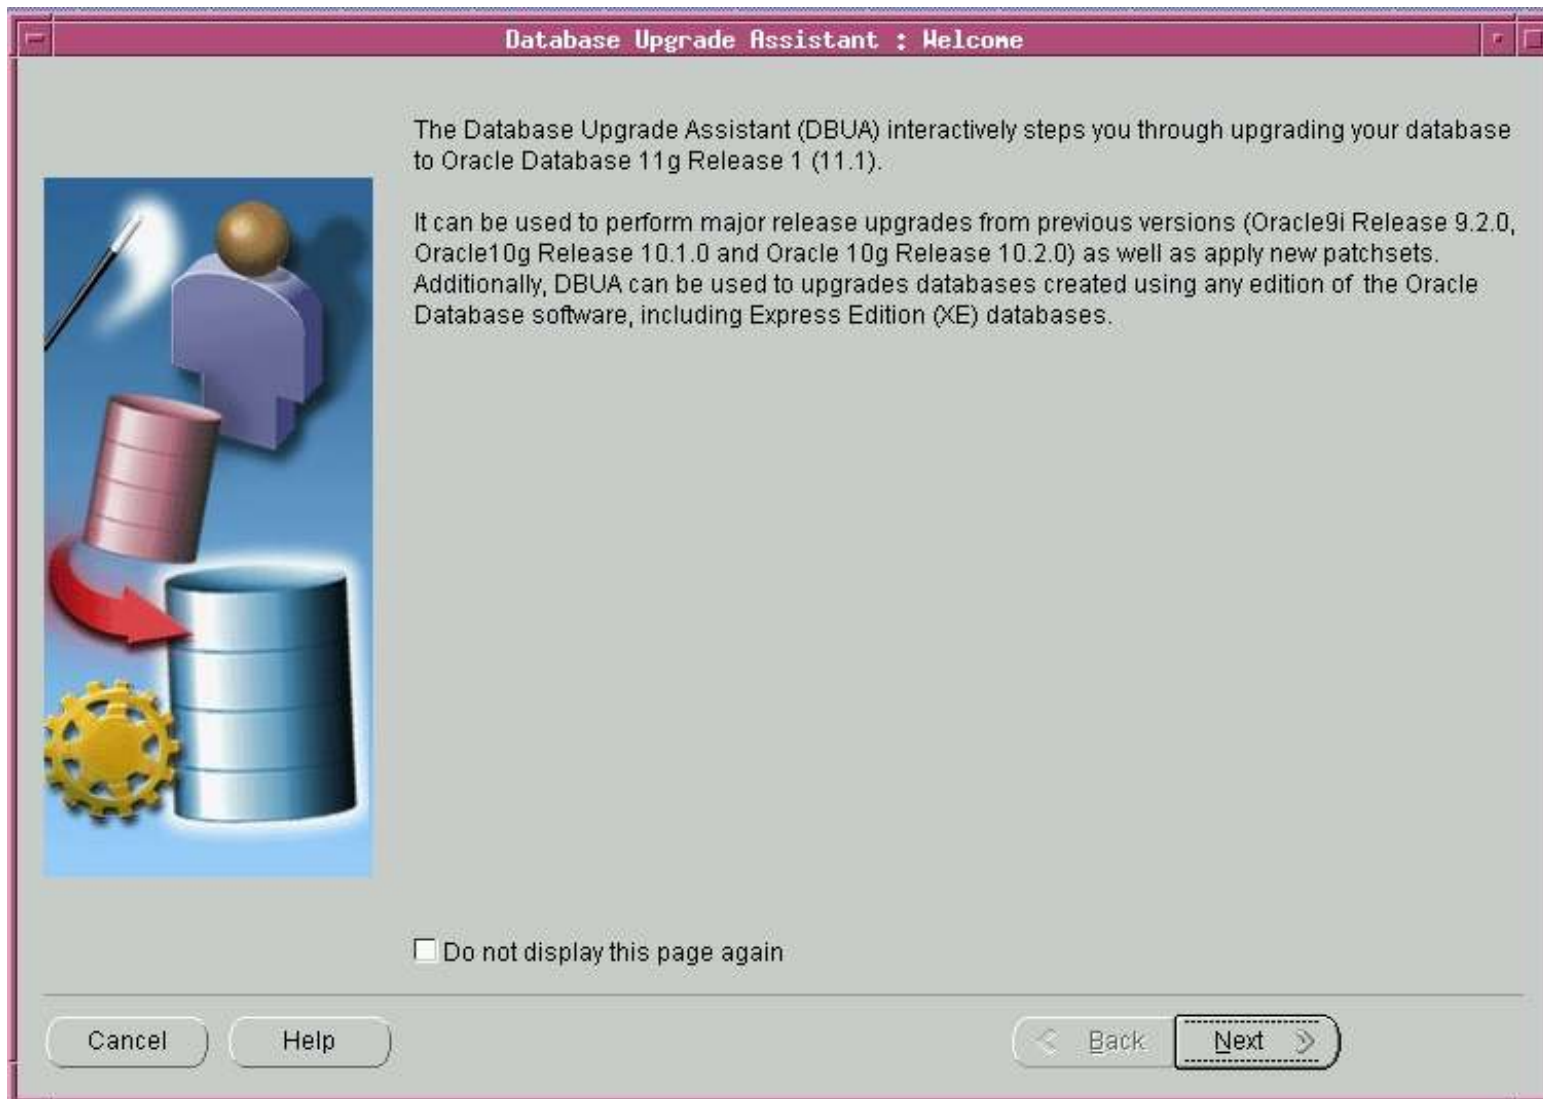 Database Upgrade Assistant : Welcome
The Database Upgrade Assistant (DBUA) interactively steps you through upgrading your database
to Oracle Database 11g Release 1 (11.1).
It can be used to perform major release upgrades from previous versions (Oracle9i Release 9.2.0,
Oracle10g Release 10.1.0 and Oracle 10g Release 10.2.0) as well as apply new patchsets.
Additionally, DBUA can be used to upgrades databases created using any edition of the Oracle
Database software, including Express Edition (XE) databases.
Do not display this page again
Cancel Help Back Next